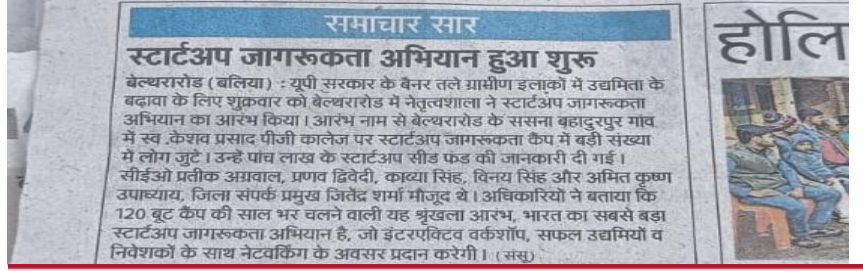 समाचार सार
स्टार्टअप जागरूकता अभियान हुआ शुरू
बेल्थरारोड (बलिया) : यूपी सरकार के बैनर तले ग्रामीण इलाकों में उद्यमिता के
बढ़ावा के लिए शुक्रवार को बेल्थरारोड में नेतृत्वशाला ने स्टार्टअप जागरूकता
अभियान का आरंभ किया। आरंभ नाम से बेल्थरारोड के ससना बहादुरपुर गांव
में स्व .केशव प्रसाद पीजी कालेज पर स्टार्टअप जागरूकता कैंप में बड़ी संख्या
में लोग जुटे। उन्हें पांच लाख के स्टार्टअप सीड फंड की जानकारी दी गई।
सीईओ प्रतीक अग्रवाल, प्रणव द्विवेदी, काव्या सिंह, विनय सिंह और अमित कृष्ण
उपाध्याय, जिला संपर्क प्रमुख जितेंद्र शर्मा मौजूद थे। अधिकारियों ने बताया कि
120 बूट कैंप की साल भर चलने वाली यह श्रृंखला आरंभ, भारत का सबसे बड़ा
स्टार्टअप जागरूकता अभियान है, जो इंटरएक्टिव वर्कशॉप, सफल उद्यमियों व
निवेशकों के साथ नेटवर्किंग के अवसर प्रदान करेगी। (संसू)
होलि